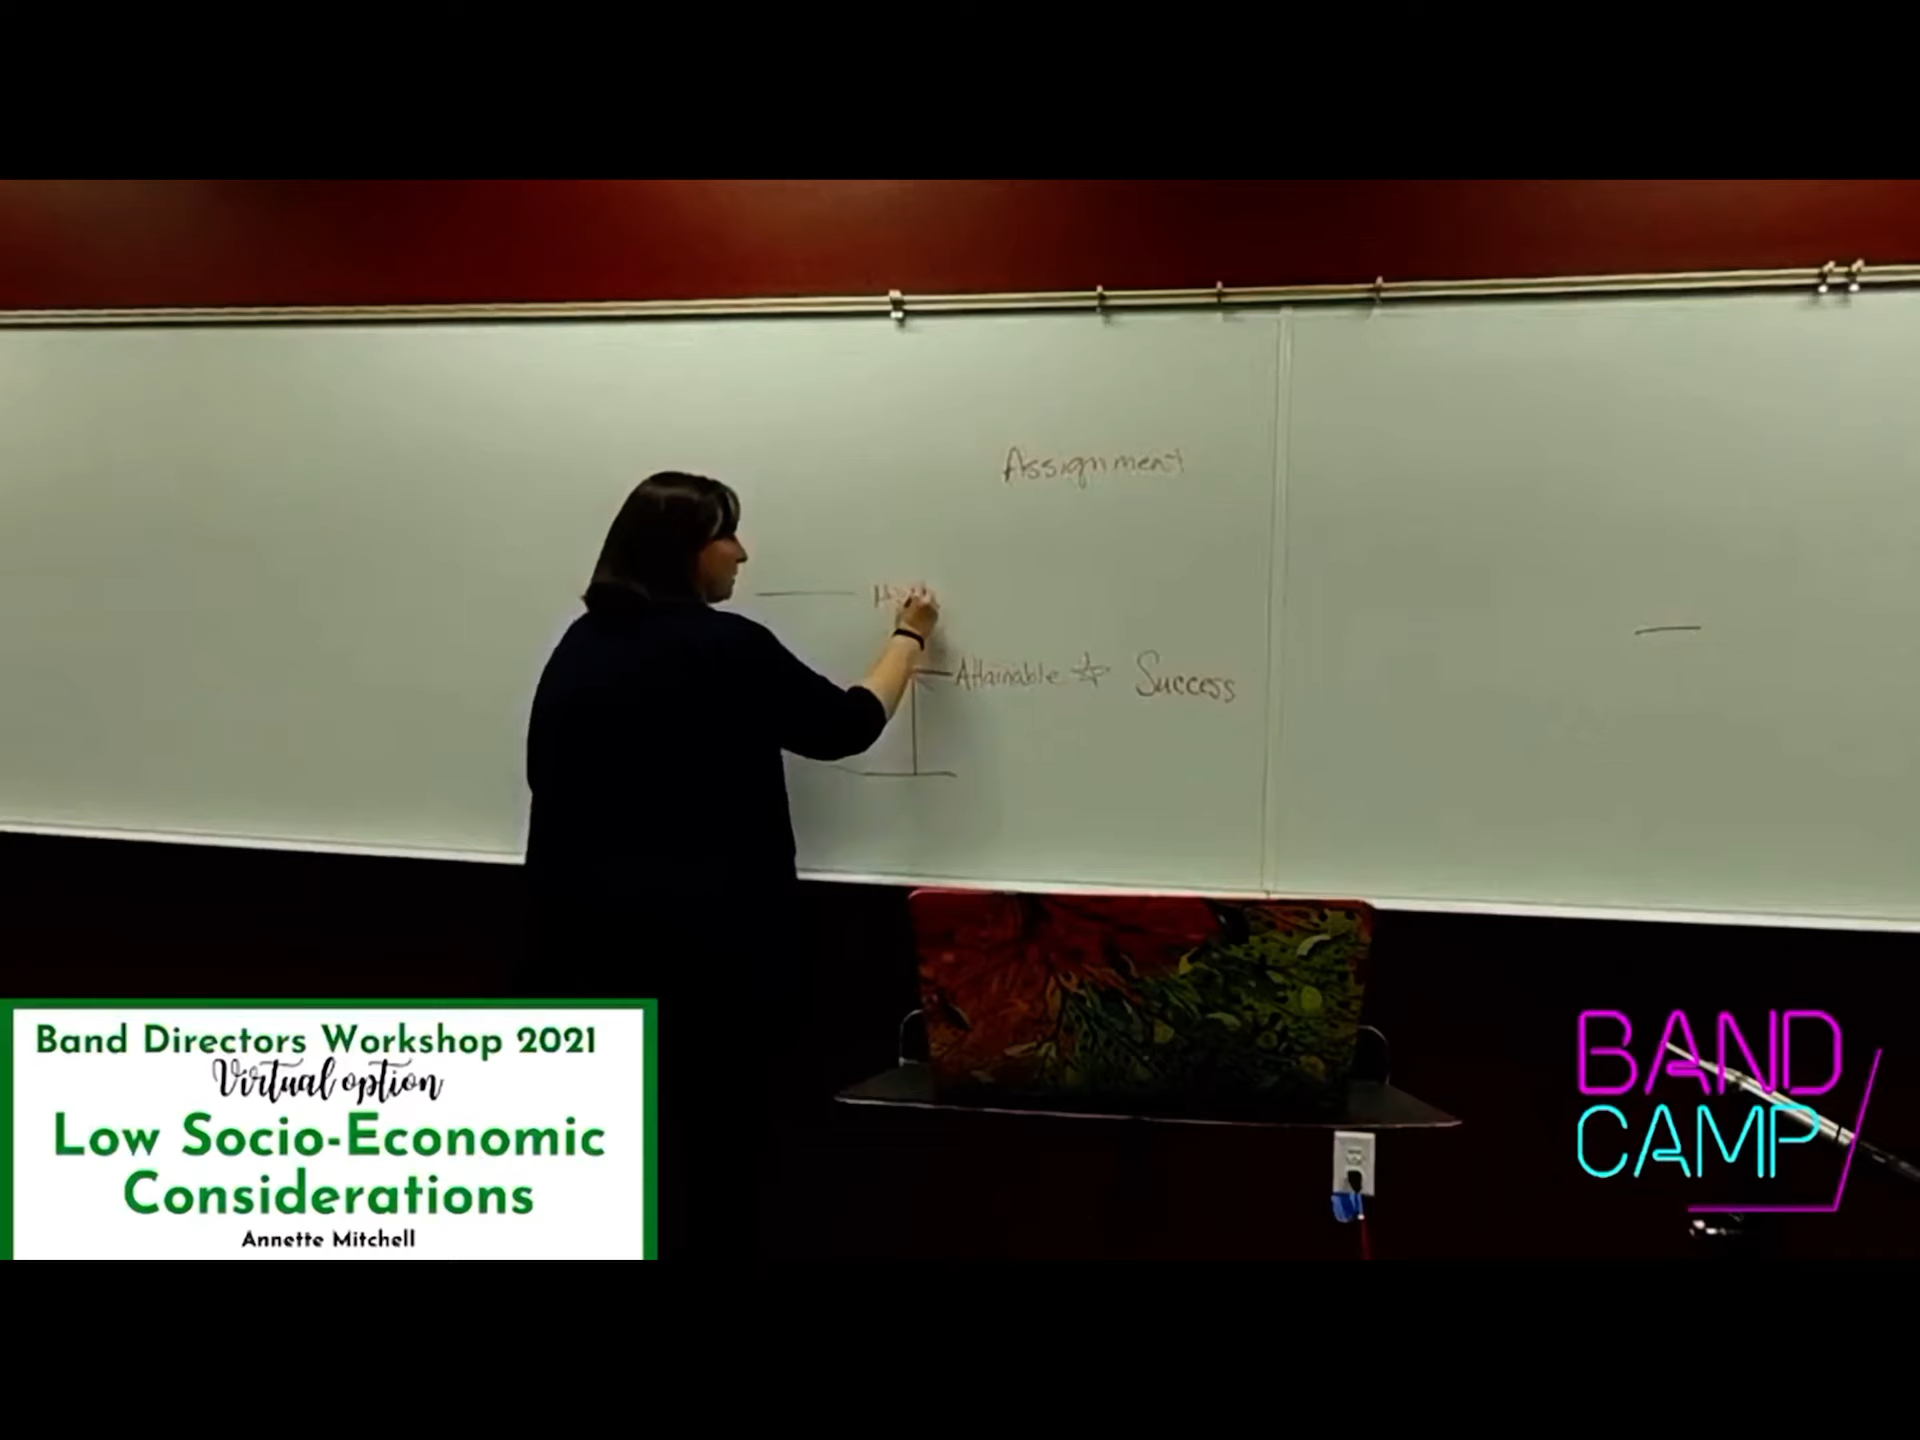 Assignment
Attainable ☆ Success
Band Directors Workshop 2021
Virtual option
Low Socio-Economic
Considerations
Annette Mitchell
BAND
CAMP